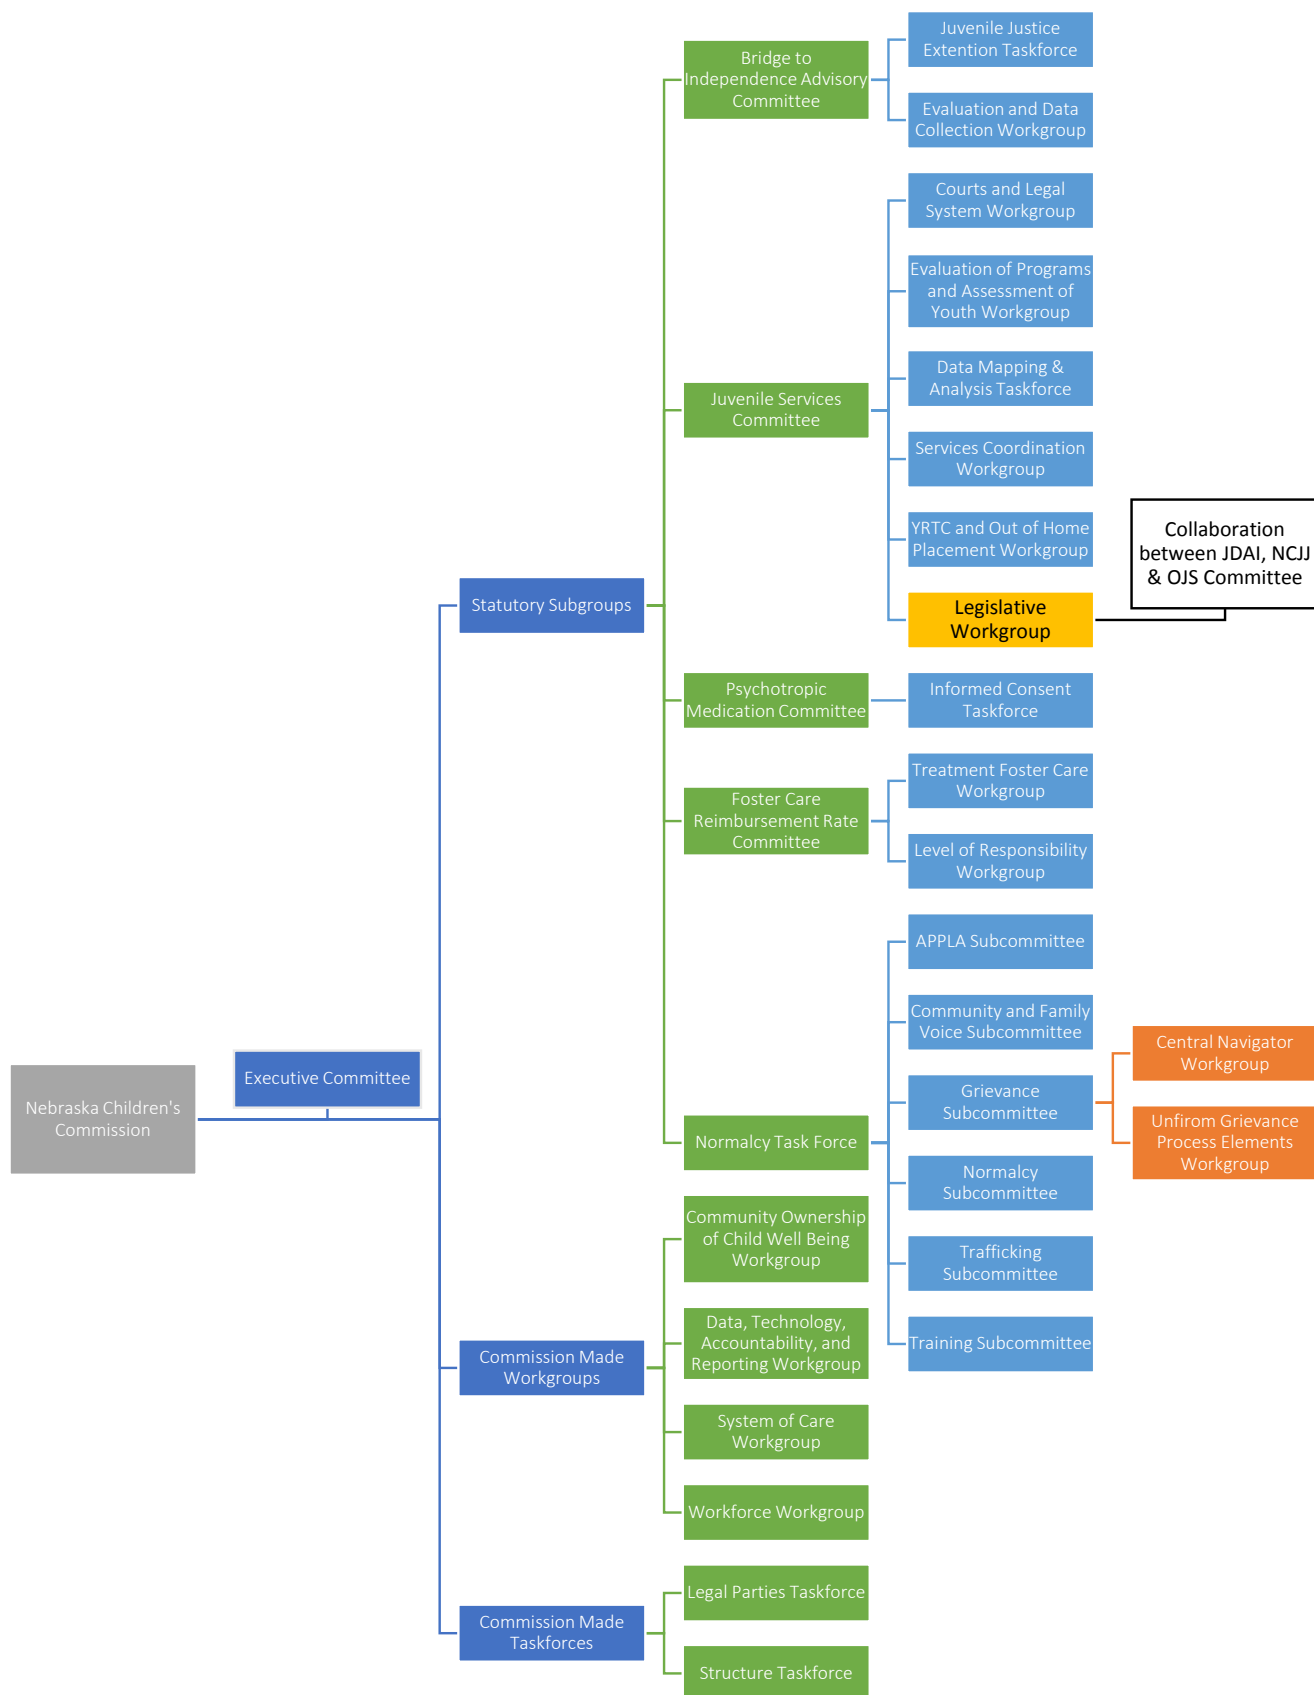 Nebraska Children's
Commission
Executive Committee
Statutory Subgroups
Bridge to
Independence Advisory
Committee
Juvenile Justice
Extention Taskforce
Evaluation and Data
Collection Workgroup
Juvenile Services
Committee
Courts and Legal
System Workgroup
Evaluation of Programs
and Assessment of
Youth Workgroup
Data Mapping &
Analysis Taskforce
Services Coordination
Workgroup
YRTC and Out of Home
Placement Workgroup
Legislative
Workgroup
Collaboration
between JDAI, NCJJ
& OJS Committee
Psychotropic
Medication Committee
Informed Consent
Taskforce
Foster Care
Reimbursement Rate
Committee
Treatment Foster Care
Workgroup
Level of Responsibility
Workgroup
Normalcy Task Force
APPLA Subcommittee
Community and Family
Voice Subcommittee
Grievance
Subcommittee
Central Navigator
Workgroup
Unfirom Grievance
Process Elements
Workgroup
Normalcy
Subcommittee
Trafficking
Subcommittee
Training Subcommittee
Commission Made
Workgroups
Community Ownership
of Child Well Being
Workgroup
Data, Technology,
Accountability, and
Reporting Workgroup
System of Care
Workgroup
Workforce Workgroup
Commission Made
Taskforces
Legal Parties Taskforce
Structure Taskforce